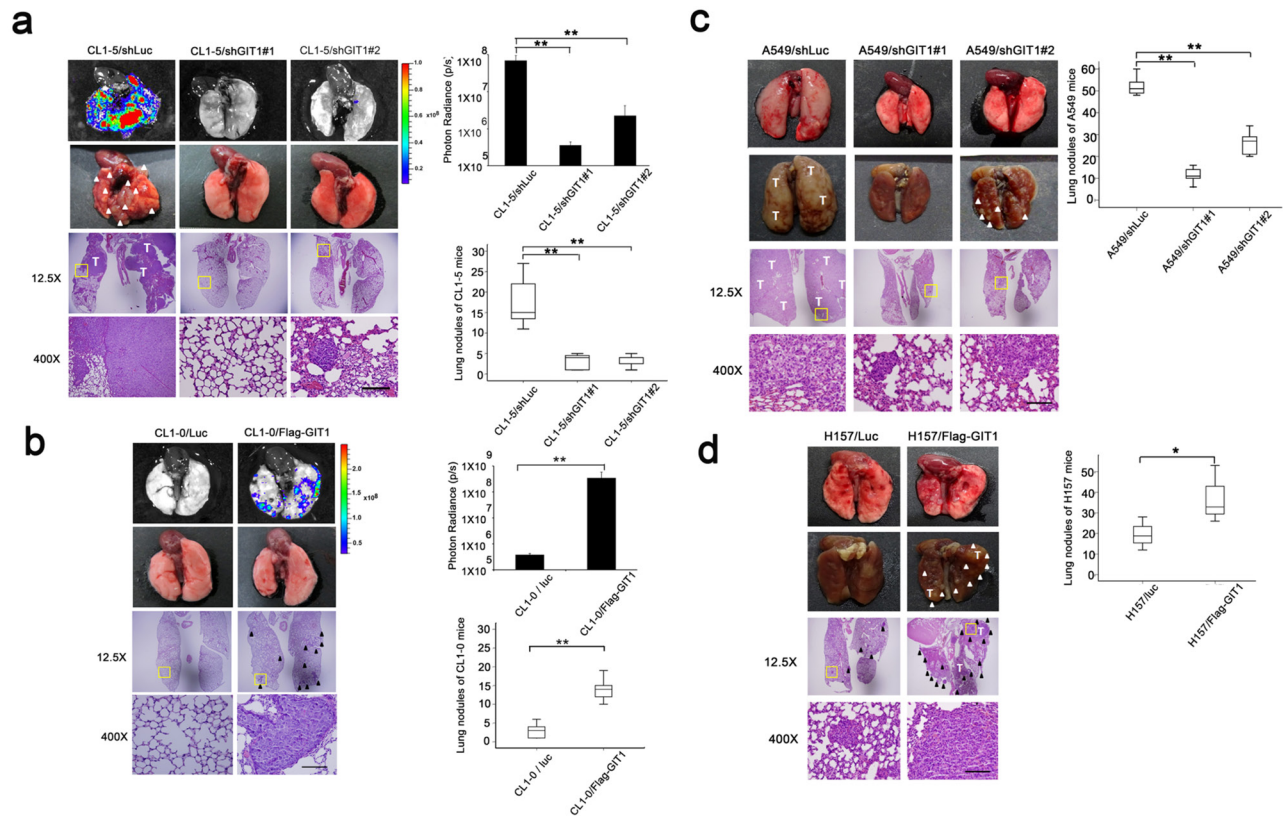 a
CL1-5/shLuc CL1-5/shGIT1#1 CL1-5/shGIT1#2
1.0
0.8
0.6
0.4
0.2
x10⁸
T
T
12.5X
400X
Photon Radiance (p/s)
8
1X10
7
1X10
6
1X10
5
1X10
** **
CL1-5/shLuc
CL1-5/shGIT1#1
CL1-5/shGIT1#2
Lung nodules of CL1-5 mice
30
25
20
15
10
5
0
** **
CL1-5/shLuc
CL1-5/shGIT1#1
CL1-5/shGIT1#2
b
CL1-0/Luc CL1-0/Flag-GIT1
2.0
1.5
1.0
0.5
x10⁸
12.5X
400X
Photon Radiance (p/s)
9
1X10
8
1X10
7
1X10
6
1X10
5
1X10
**
CL1-0 / luc
CL1-0/Flag-GIT1
Lung nodules of CL1-0 mice
30
25
20
15
10
5
0
**
CL1-0 / luc
CL1-0/Flag-GIT1
c
A549/shLuc A549/shGIT1#1 A549/shGIT1#2
T T
T T
T T
T T
12.5X
400X
Lung nodules of A549 mice
60
50
40
30
20
10
0
** **
A549/shLuc
A549/shGIT1#1
A549/shGIT1#2
d
H157/Luc H157/Flag-GIT1
T
T
T
T
12.5X
400X
Lung nodules of H157 mice
50
40
30
20
10
0
*
H157/luc
H157/Flag-GIT1